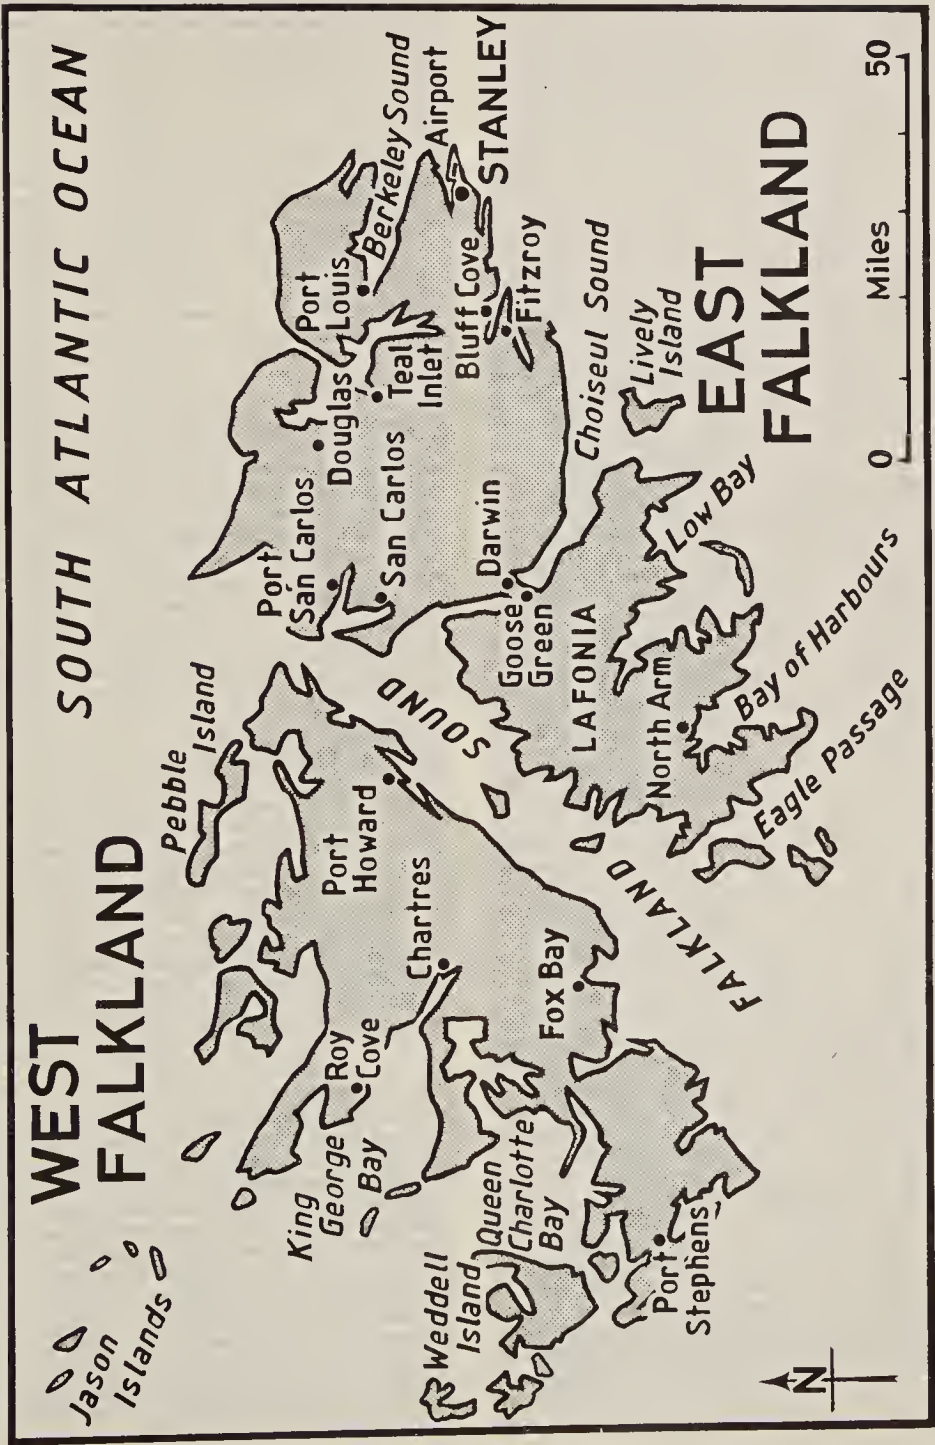 SOUTH ATLANTIC OCEAN
WEST
FALKLAND
Jason
Islands
Pebble
Island
King
George
Bay
Roy
Cove
Port
Howard
Chartres
Weddell
Island
Queen
Charlotte
Bay
Fox Bay
Port
Stephens
FALKLAND SOUND
Port
San Carlos
San Carlos
Douglas
Teal
Inlet
Port
Louis
Berkeley Sound
Airport
STANLEY
Bluff Cove
Fitzroy
Darwin
Goose
Green
LAFONIA
North Arm
Choiseul Sound
Lively
Island
Low Bay
Bay of Harbours
Eagle Passage
EAST
FALKLAND
0 Miles 50
N